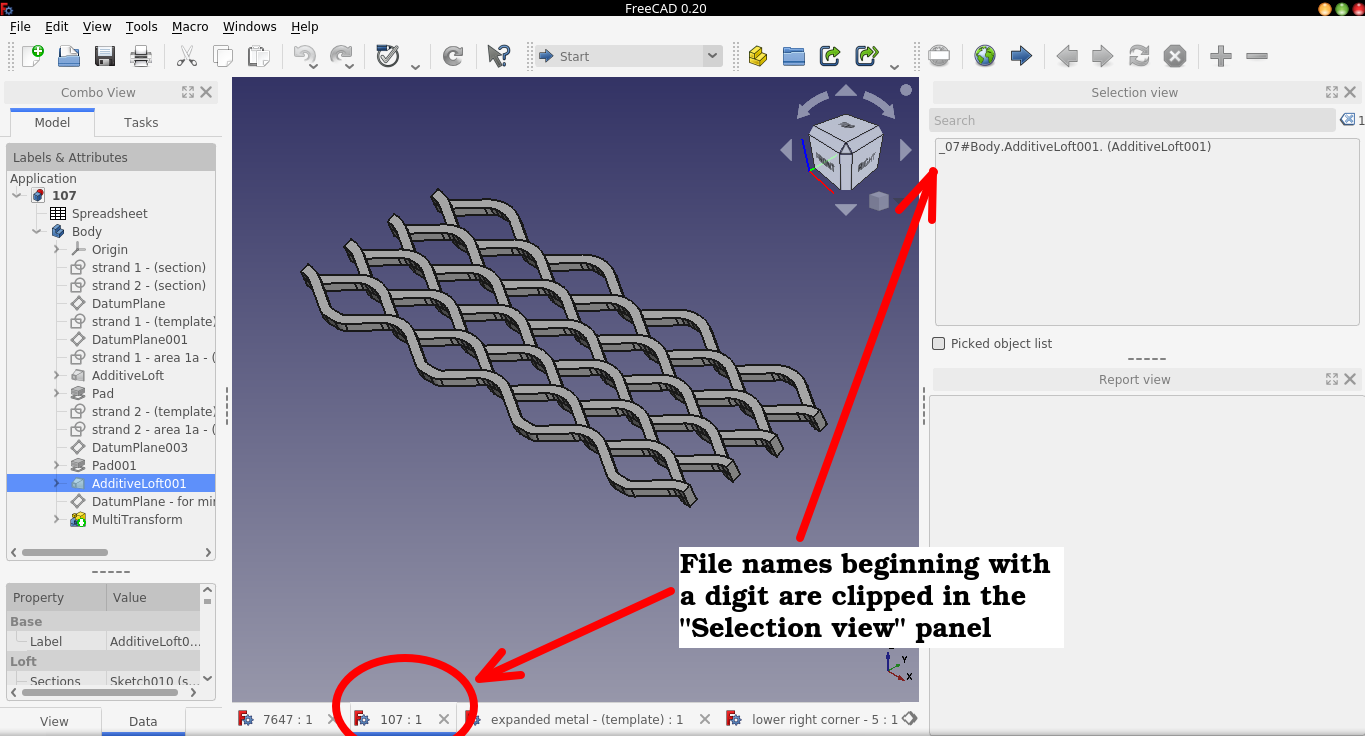 FreeCAD 0.20
File Edit View Tools Macro Windows Help
Start
Combo View
Model Tasks
Labels & Attributes
Application
107
Spreadsheet
Body
Origin
strand 1 - (section)
strand 2 - (section)
DatumPlane
strand 1 - (template)
DatumPlane001
strand 1 - area 1a - (
AdditiveLoft
Pad
strand 2 - (template)
strand 2 - area 1a - (
DatumPlane003
Pad001
AdditiveLoft001
DatumPlane - for mi
MultiTransform
Property Value
Base
Label AdditiveLoft0...
Loft
Sections Sketch010 (s...
View Data
FRONT RIGHT
File names beginning with
a digit are clipped in the
"Selection view" panel
Y
X
7647 : 1
107 : 1
expanded metal - (template) : 1
lower right corner - 5 : 1
Selection view
Search
1
_07#Body.AdditiveLoft001. (AdditiveLoft001)
Picked object list
Report view